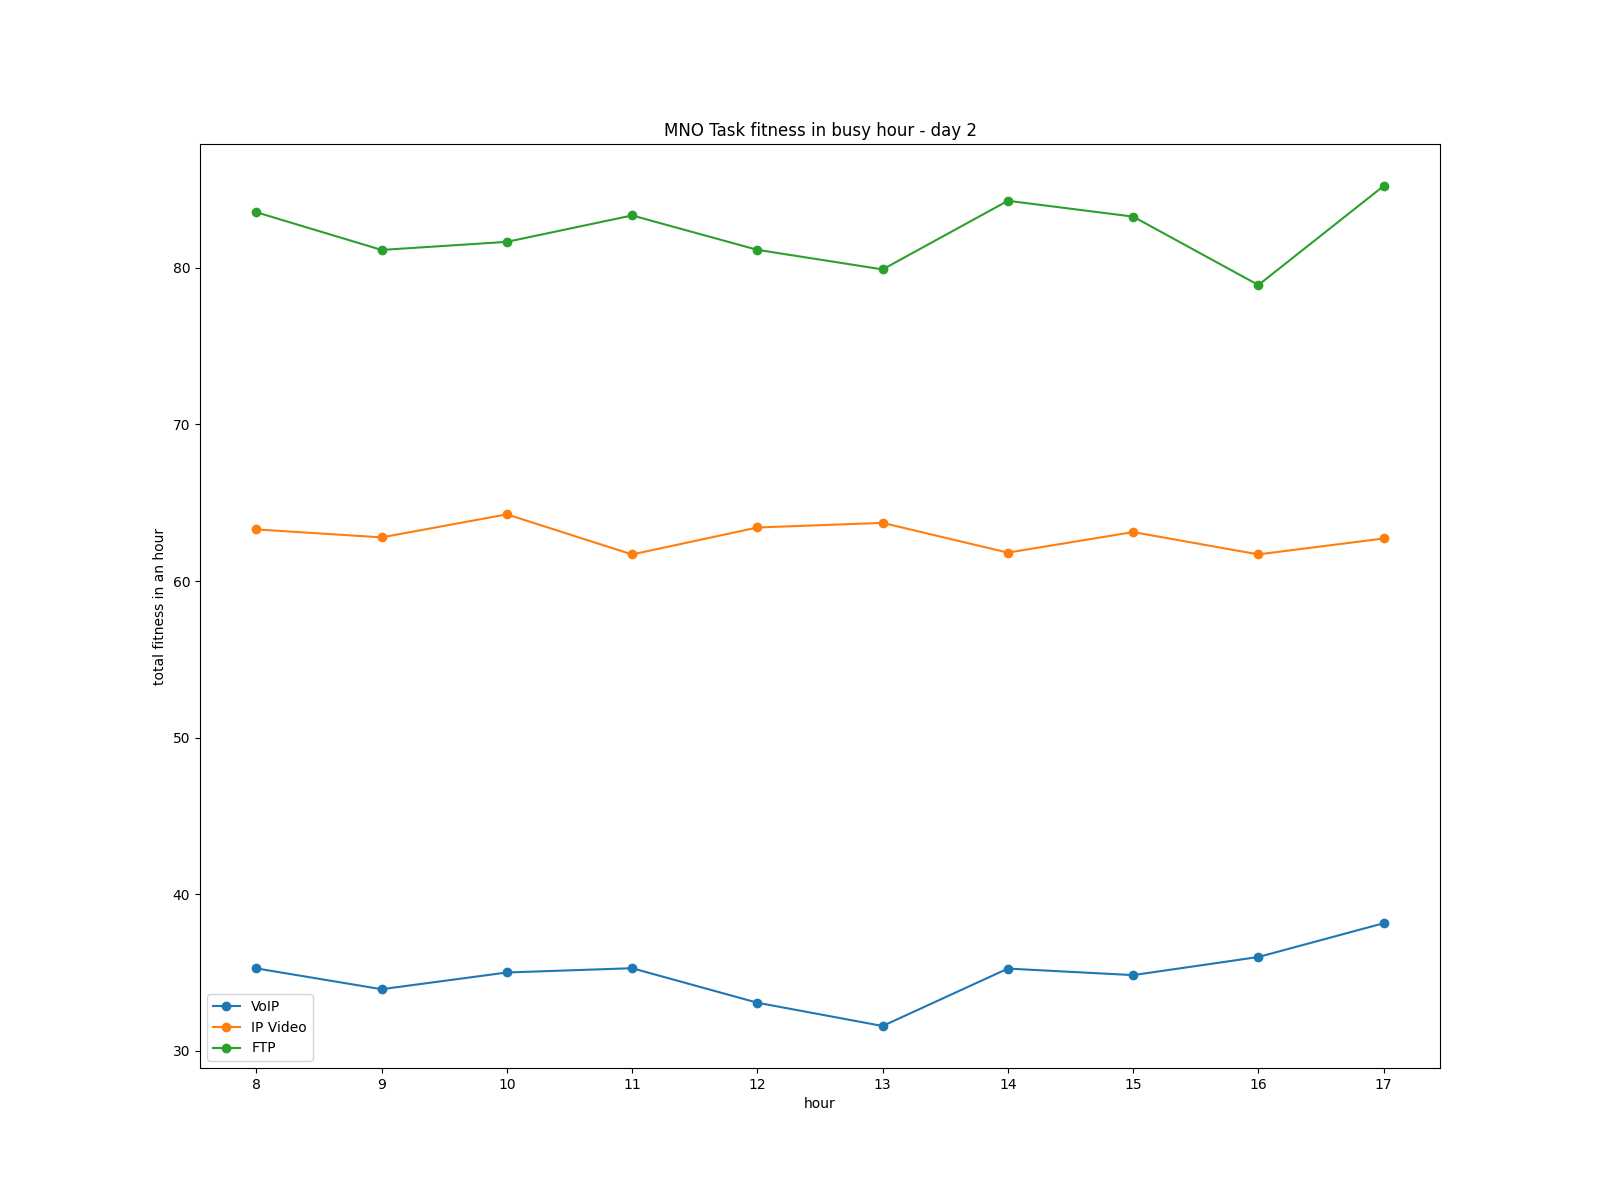 MNO Task fitness in busy hour - day 2
total fitness in an hour
80
70
60
50
40
30
VoIP
IP Video
FTP
8 9 10 11 12 13 14 15 16 17
hour